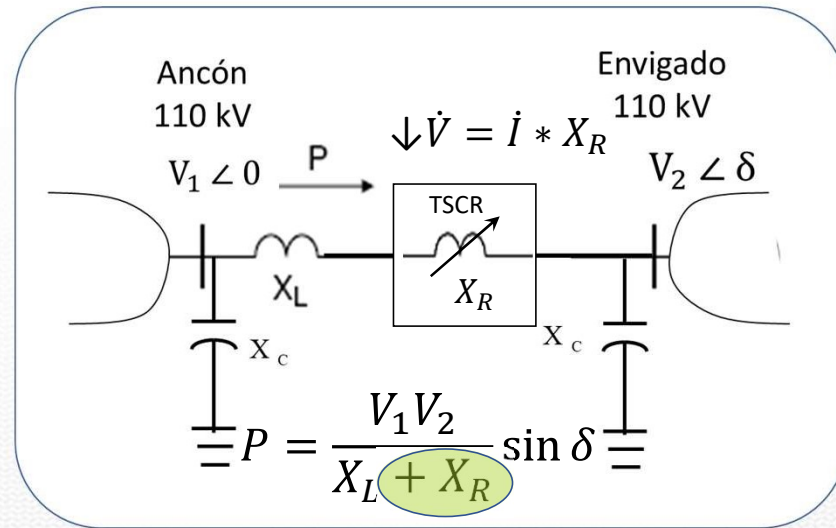 Ancón
110 kV
V₁ ∠ 0
P
↓V̇ = İ * X_R
Envigado
110 kV
V₂ ∠ δ
TSCR
X_R
X_L
X_c
X_c
P = \frac{V₁V₂}{X_L + X_R} sin δ